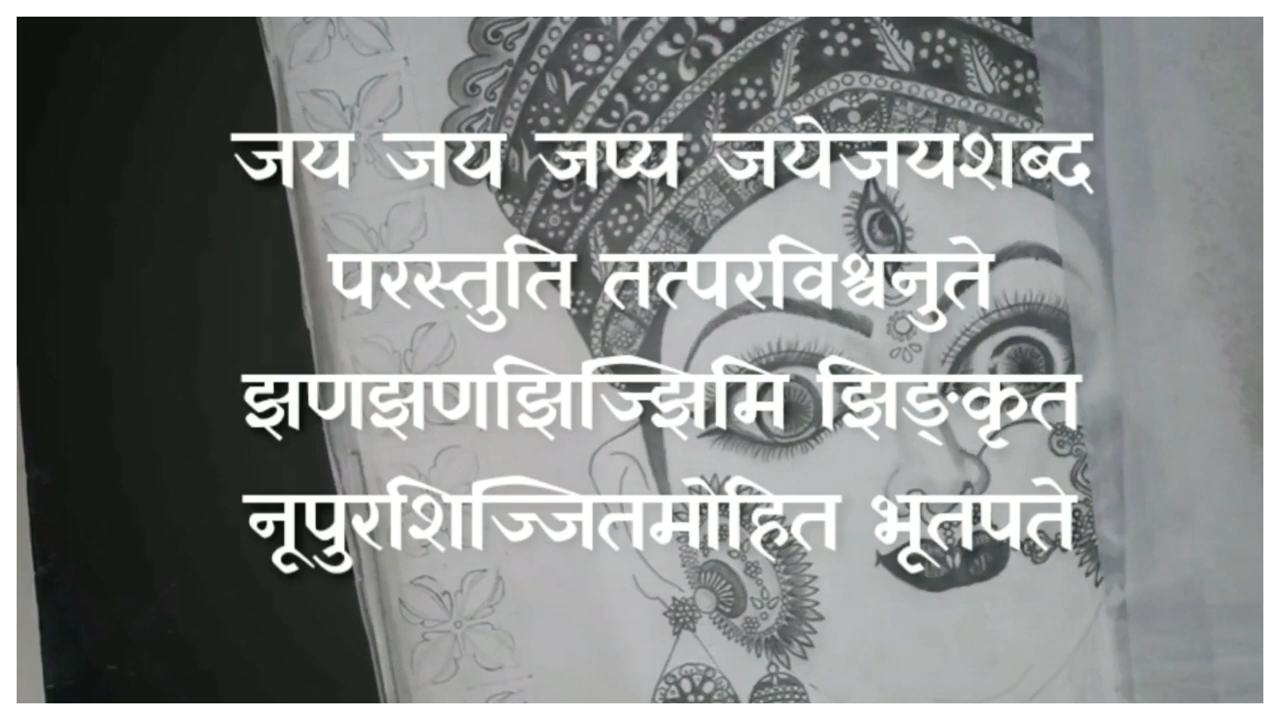 जय जय जप्य जयेजयशब्द
परस्तुति तत्परविश्वनुते
झणझणझिज्झिमि झिङ्कृत
नूपुरशिज्जितमोहित भूतपते